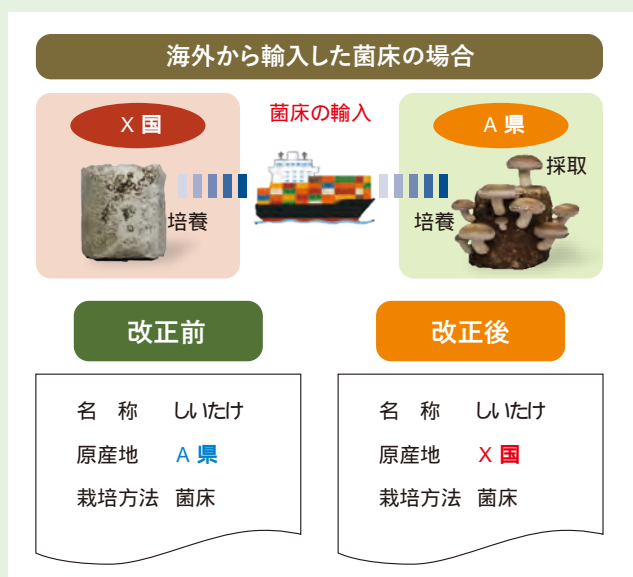 海外から輸入した菌床の場合
X 国
菌床の輸入
A 県
採取
培養
培養
改正前
改正後
名　称　しいたけ
原産地　A 県
栽培方法　菌床
名　称　しいたけ
原産地　X 国
栽培方法　菌床